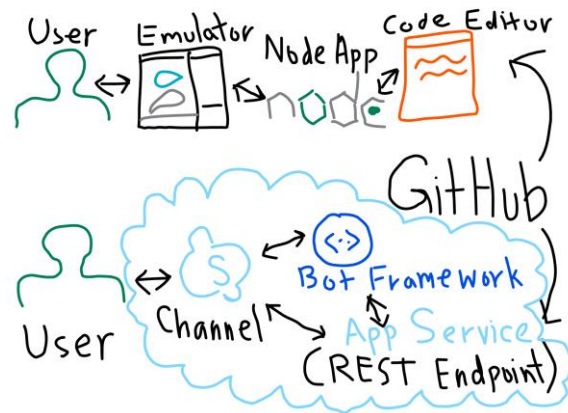 User
Emulator
Node App
Code Editor
node
GitHub
User
S
Channel
<·>
Bot Framework
App Service
(REST Endpoint)